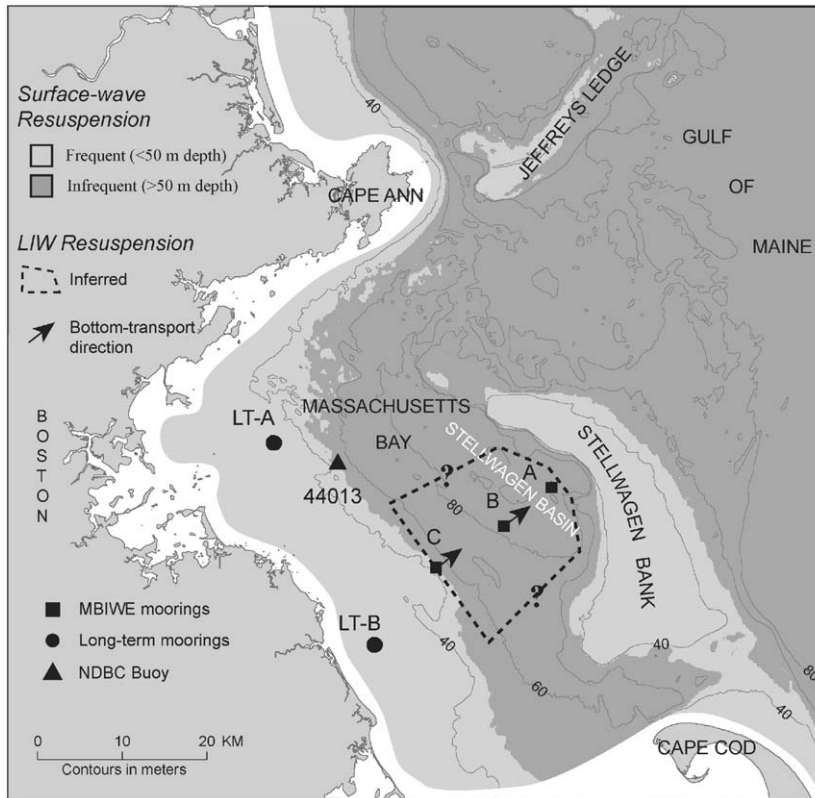 Surface-wave
Resuspension
Frequent (<50 m depth)
Infrequent (>50 m depth)
LIW Resuspension
Inferred
Bottom-transport
direction
CAPE ANN
JEFFREYS LEDGE
GULF
OF
MAINE
40
BOSTON
LT-A
44013
MASSACHUSETTS
BAY
STELLWAGEN BASIN
STELLWAGEN BANK
?
A
B
80
C
?
LT-B
40
60
40
40
80
CAPE COD
MBIWE moorings
Long-term moorings
NDBC Buoy
0 10 20 KM
Contours in meters